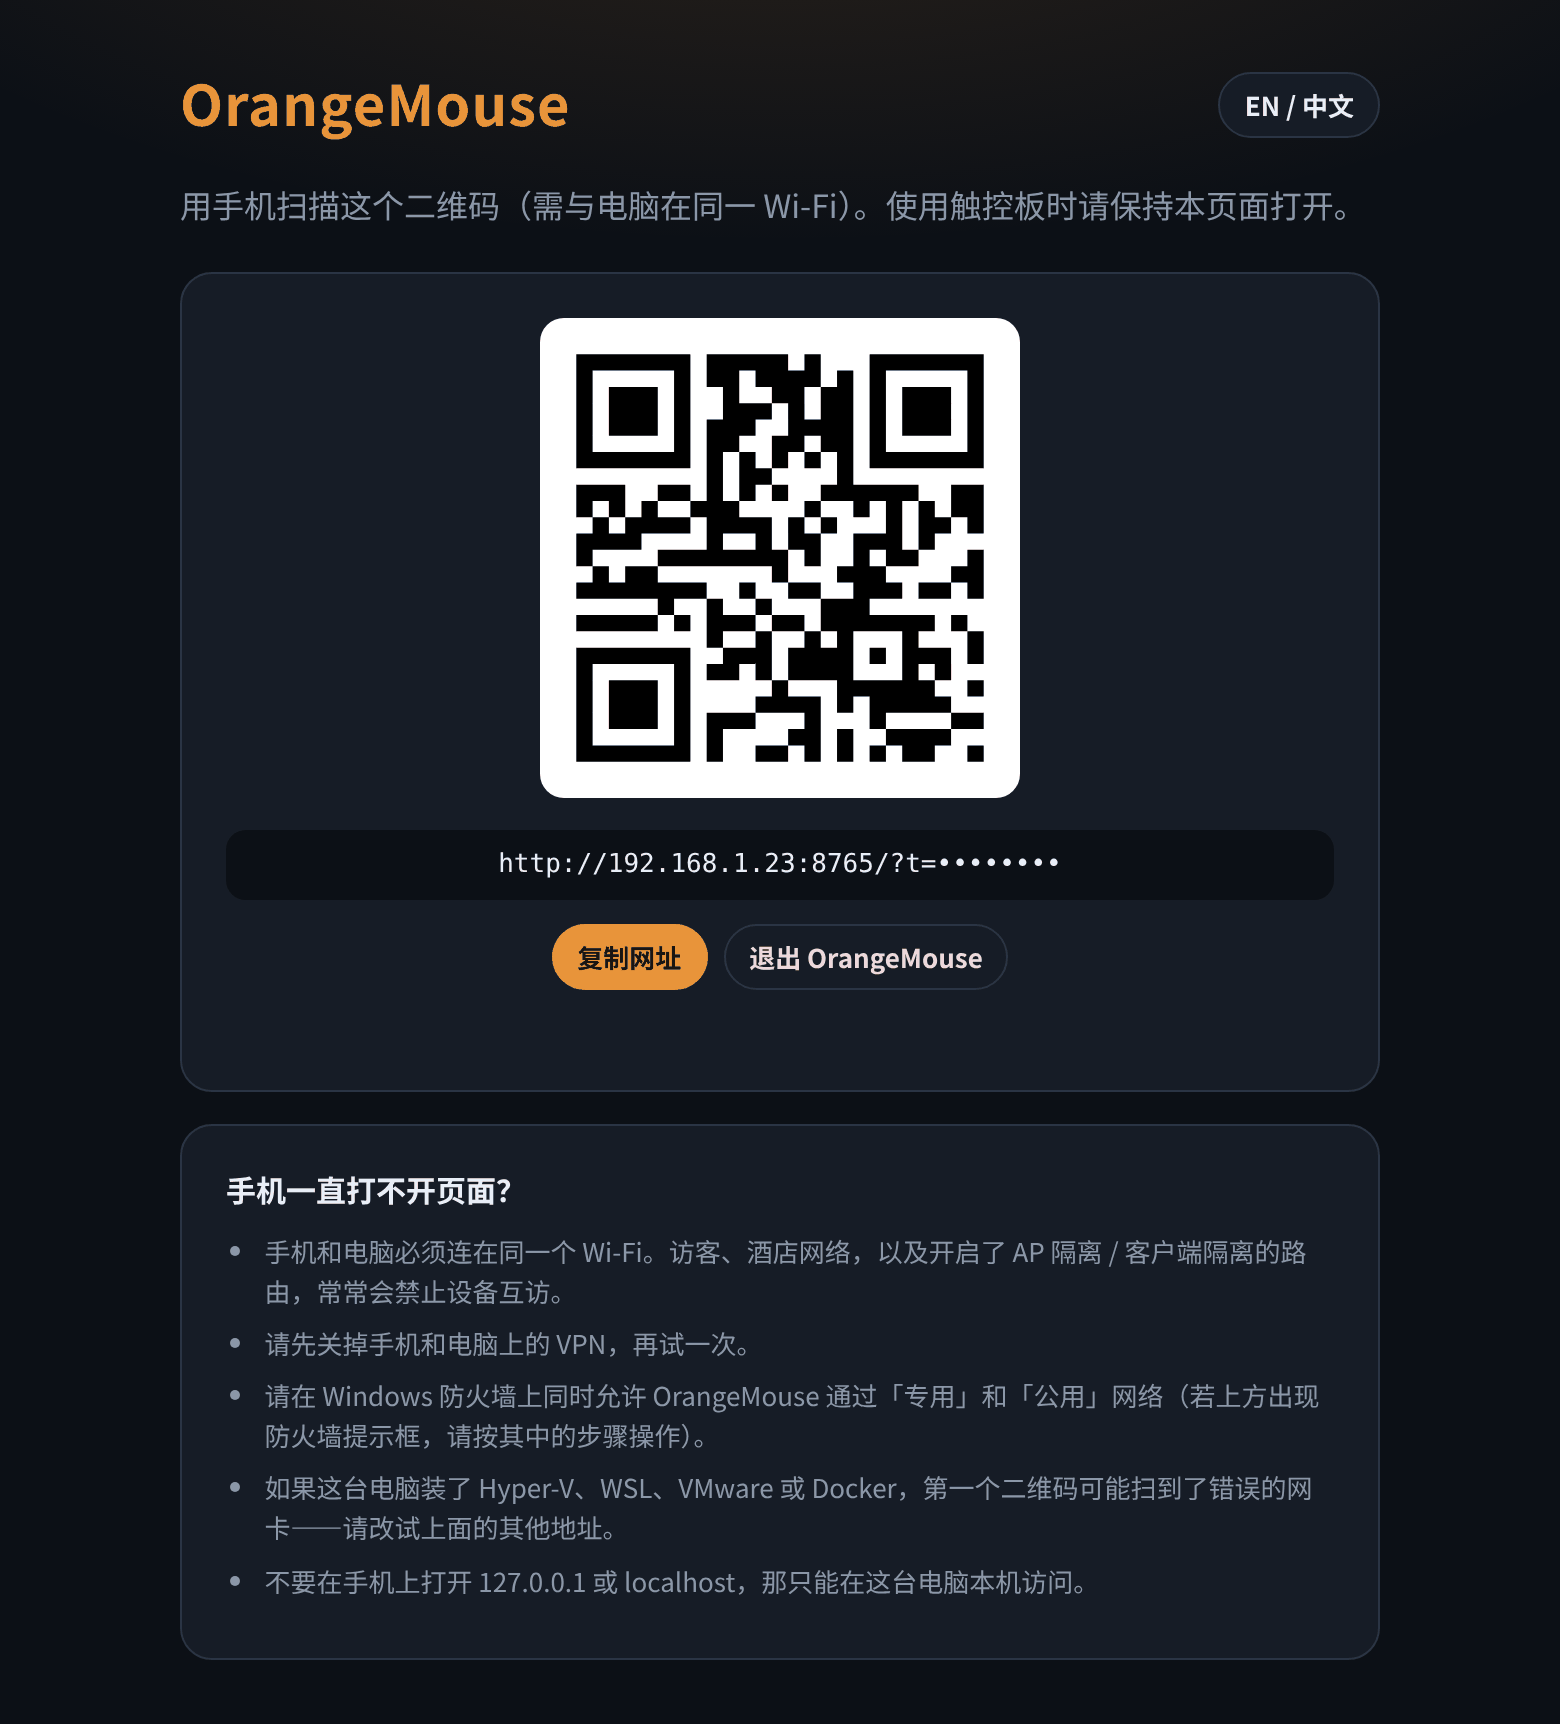 OrangeMouse
EN / 中文
用手机扫描这个二维码（需与电脑在同一 Wi-Fi）。使用触控板时请保持本页面打开。
http://192.168.1.23:8765/?t=••••••••
复制网址
退出 OrangeMouse
手机一直打不开页面？
• 手机和电脑必须连在同一个 Wi-Fi。访客、酒店网络，以及开启了 AP 隔离 / 客户端隔离的路
由，常常会禁止设备互访。
• 请先关掉手机和电脑上的 VPN，再试一次。
• 请在 Windows 防火墙上同时允许 OrangeMouse 通过「专用」和「公用」网络（若上方出现
防火墙提示框，请按其中的步骤操作）。
• 如果这台电脑装了 Hyper-V、WSL、VMware 或 Docker，第一个二维码可能扫到了错误的网
卡——请改试上面的其他地址。
• 不要在手机上打开 127.0.0.1 或 localhost，那只能在这台电脑本机访问。